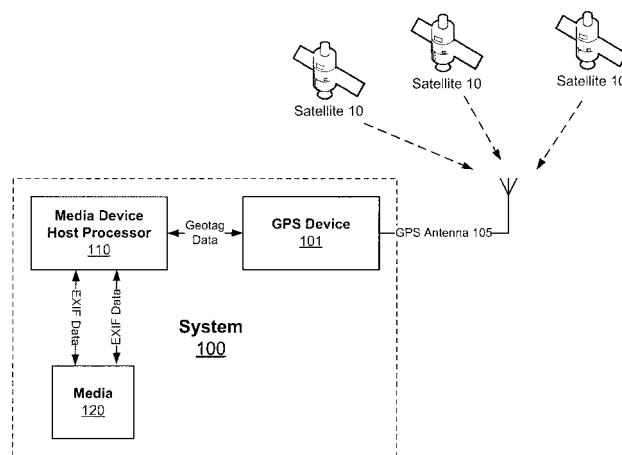 Satellite 10
Satellite 10
Satellite 10
Media Device
Host Processor
110
Geotag
Data
GPS Device
101
GPS Antenna 105
EXIF Data
EXIF Data
System
100
Media
120